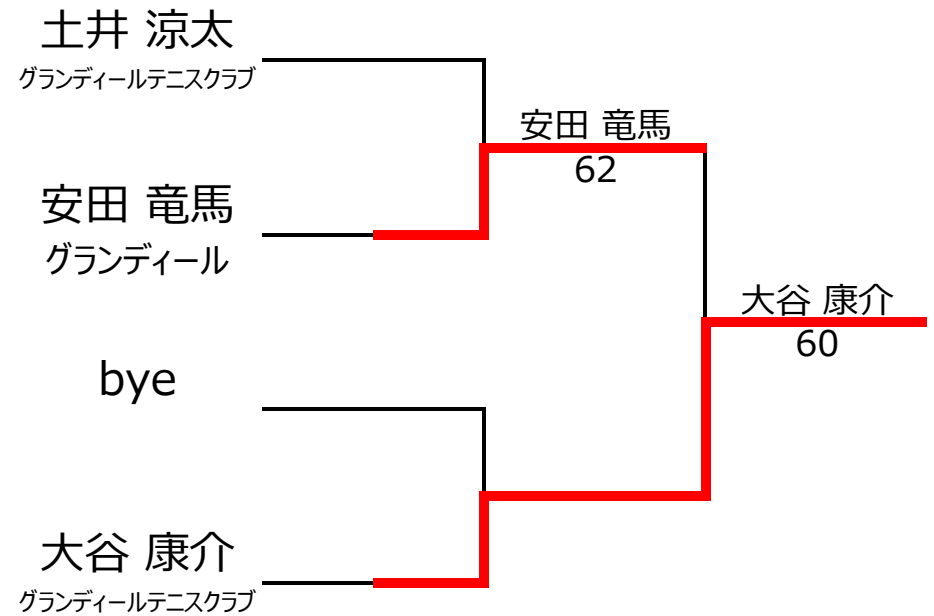 土井 涼太
グランディールテニスクラブ
安田 竜馬
62
安田 竜馬
グランディール
大谷 康介
60
bye
大谷 康介
グランディールテニスクラブ